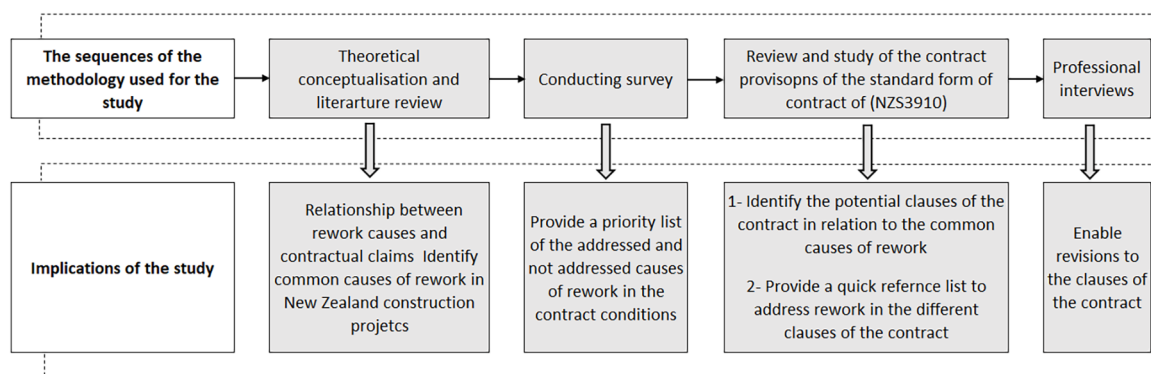 The sequences of the
methodology used for the
study
Theoretical
conceptualisation and
literarture review
Conducting survey
Review and study of the contract
provisopns of the standard form of
contract of (NZS3910)
Professional
interviews
Implications of the study
Relationship between
rework causes and
contractual claims Identify
common causes of rework in
New Zealand construction
projetcs
Provide a priority list
of the addressed and
not addressed causes
of rework in the
contract conditions
1- Identify the potential clauses of the
contract in relation to the common
causes of rework
2- Provide a quick refernce list to
address rework in the different
clauses of the contract
Enable
revisions to
the clauses of
the contract